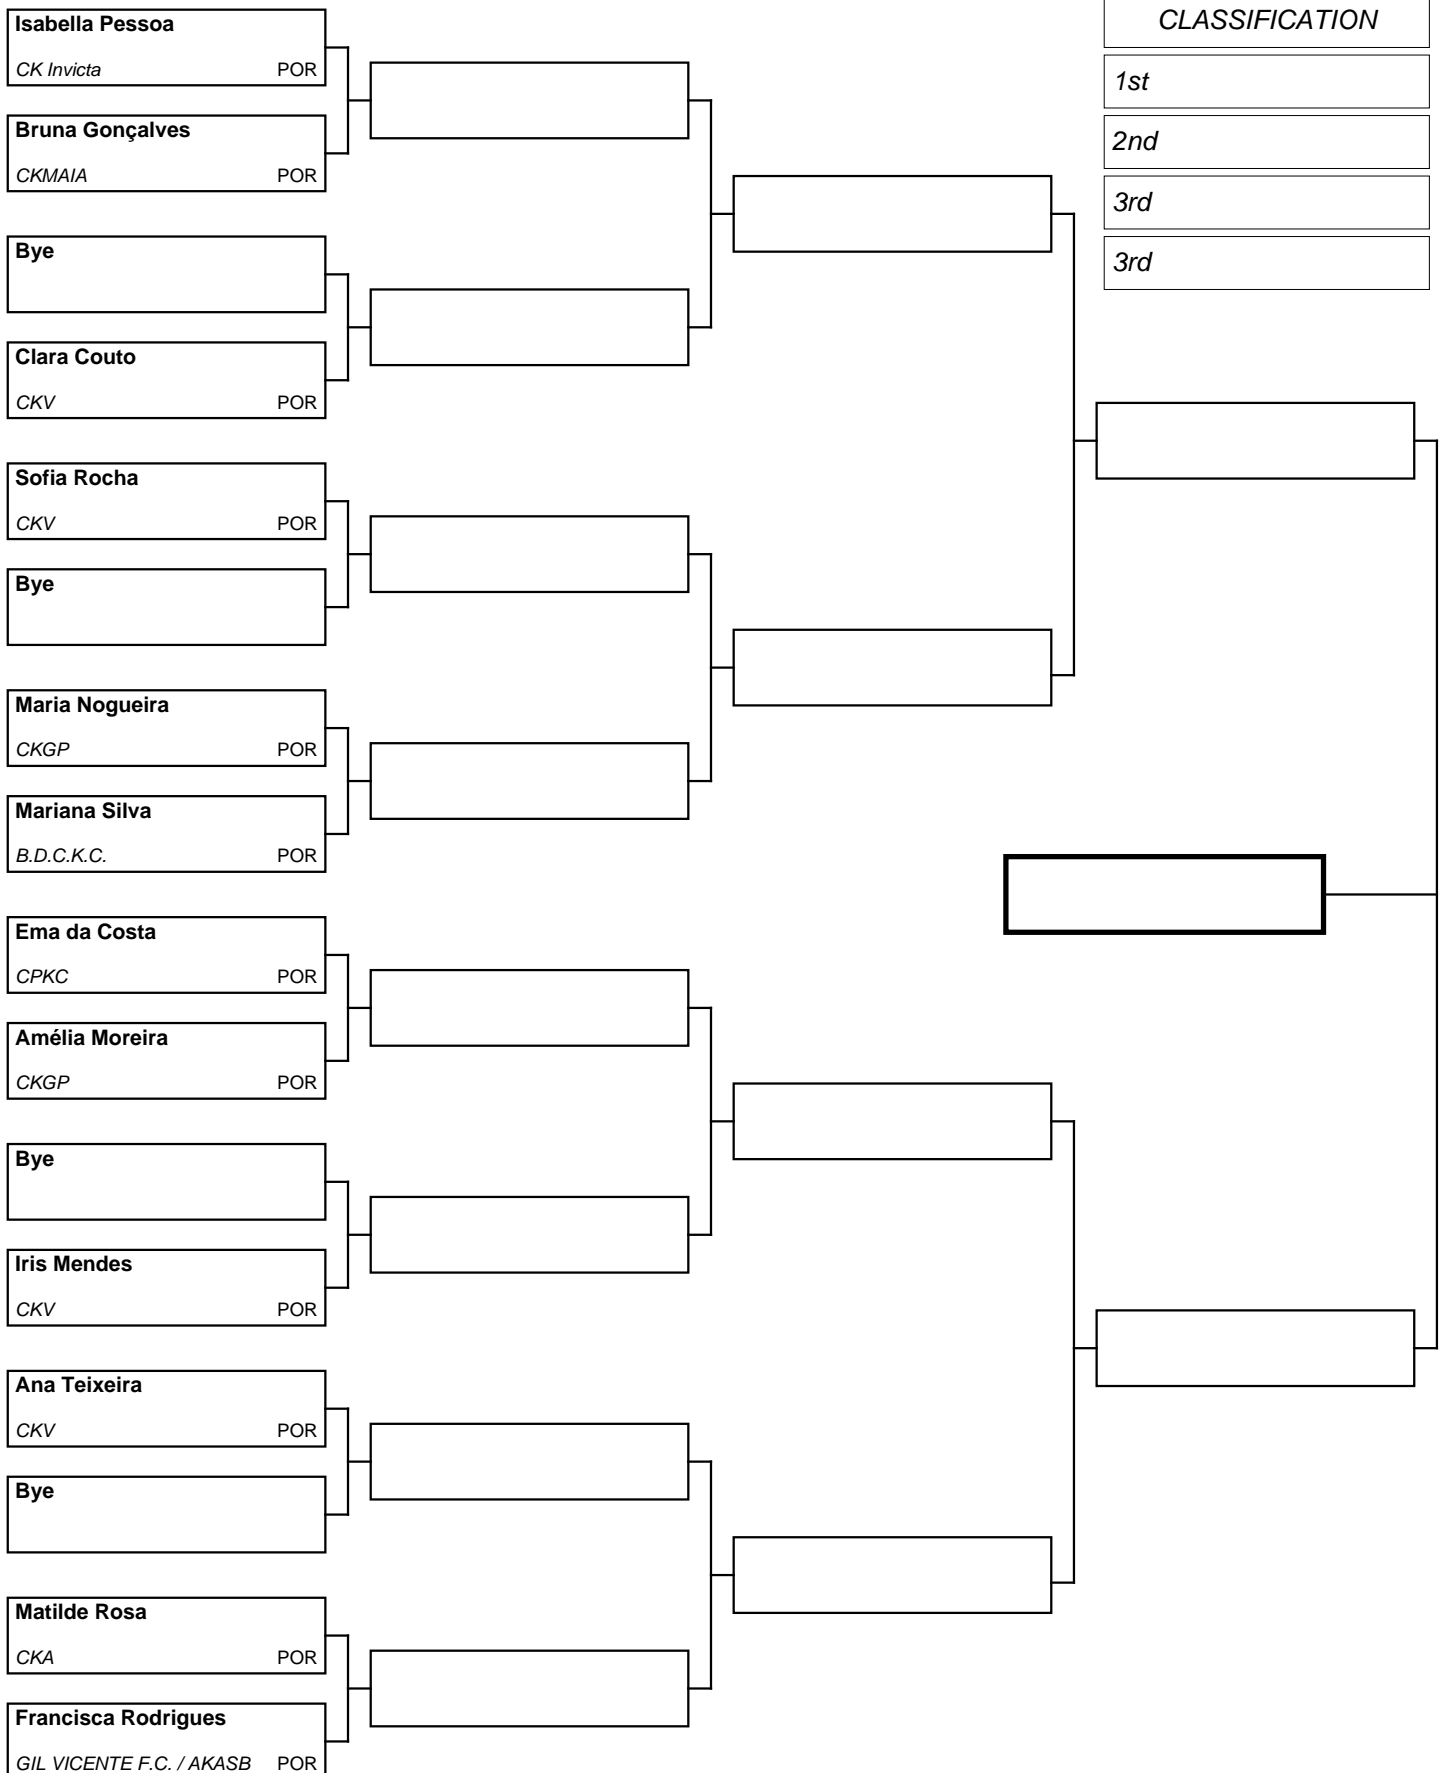 Isabella Pessoa
CK Invicta POR
Bruna Gonçalves
CKMAIA POR
Bye
Clara Couto
CKV POR
Sofia Rocha
CKV POR
Bye
Maria Nogueira
CKGP POR
Mariana Silva
B.D.C.K.C. POR
Ema da Costa
CPKC POR
Amélia Moreira
CKGP POR
Bye
Iris Mendes
CKV POR
Ana Teixeira
CKV POR
Bye
Matilde Rosa
CKA POR
Francisca Rodrigues
GIL VICENTE F.C. / AKASB POR
CLASSIFICATION
1st
2nd
3rd
3rd